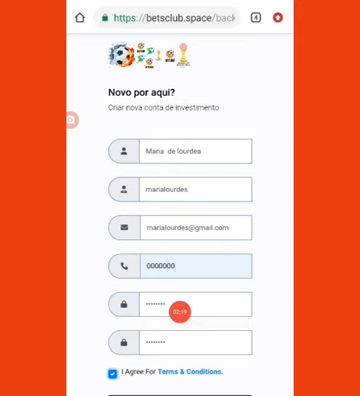 https://betsclub.space/back
4
Novo por aqui?
Criar nova conta de investimento
Maria de lourdea
marialourdes
marialourdes@gmail.com
0000000
••••••••
02:19
••••••••
I Agree For Terms & Conditions.